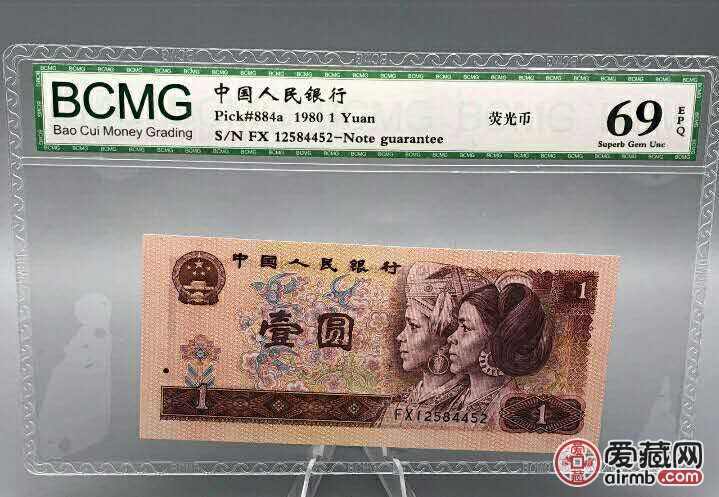 BCMG
Bao Cui Money Grading
中国人民银行
Pick#884a 1980 1 Yuan
S/N FX 12584452-Note guarantee
荧光币
69
EPQ
Superb Gem Unc
中国人民银行
壹圆
1
1
FX12584452
1
爱藏网
airmb.com